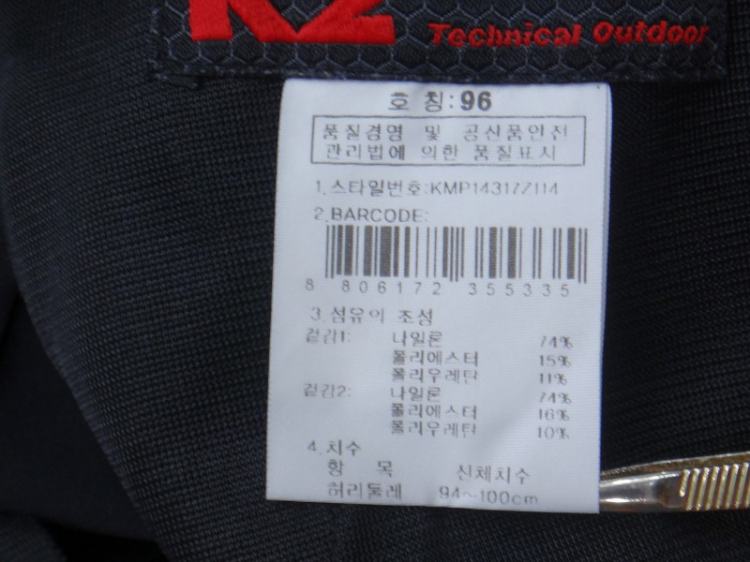 K2
Technical Outdoor
호 칭:96
품질경영 및 공산품안전
관리법에 의한 품질표시
1.스타일번호:KMP14317Z114
2.BARCODE:
8 806172 355335
3.섬유의 조성
겉감1: 나일론 74%
폴리에스터 15%
폴리우레탄 11%
겉감2: 나일론 74%
폴리에스터 16%
폴리우레탄 10%
4.치수
항 목 신체치수
허리둘레 94~100cm